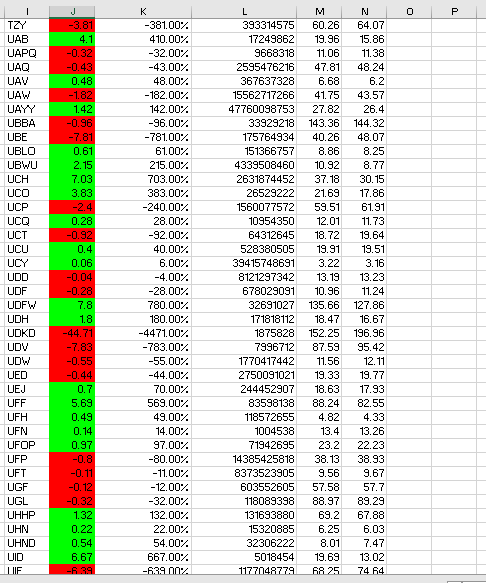 I J K L M N O P
TZY -3.81 -381.00% 393314575 60.26 64.07
UAB 4.1 410.00% 17249862 19.96 15.86
UAPQ -0.32 -32.00% 9668318 11.06 11.38
UAQ -0.43 -43.00% 2595476216 47.81 48.24
UAV 0.48 48.00% 367637328 6.68 6.2
UAW -1.82 -182.00% 15562717266 41.75 43.57
UAYY 1.42 142.00% 47760098753 27.82 26.4
UBBA -0.96 -96.00% 33929218 143.36 144.32
UBE -7.81 -781.00% 175764934 40.26 48.07
UBLO 0.61 61.00% 151366757 8.86 8.25
UBWU 2.15 215.00% 4339508460 10.92 8.77
UCH 7.03 703.00% 2631874452 37.18 30.15
UCO 3.83 383.00% 26529222 21.69 17.86
UCP -2.4 -240.00% 1560077572 59.51 61.91
UCQ 0.28 28.00% 10954350 12.01 11.73
UCT -0.92 -92.00% 64312645 18.72 19.64
UCU 0.4 40.00% 528380505 19.91 19.51
UCY 0.06 6.00% 39415748691 3.22 3.16
UDD -0.04 -4.00% 8121297342 13.19 13.23
UDF -0.28 -28.00% 678029091 10.96 11.24
UDFW 7.8 780.00% 32691027 135.66 127.86
UDH 1.8 180.00% 171818112 18.47 16.67
UDKD -44.71 -4471.00% 1875828 152.25 196.96
UDV -7.83 -783.00% 7996712 87.59 95.42
UDW -0.55 -55.00% 1770417442 11.56 12.11
UED -0.44 -44.00% 2750091021 19.33 19.77
UEJ 0.7 70.00% 244452907 18.63 17.93
UFF 5.69 569.00% 83598138 88.24 82.55
UFH 0.49 49.00% 118572655 4.82 4.33
UFN 0.14 14.00% 1004538 13.4 13.26
UFOP 0.97 97.00% 71942695 23.2 22.23
UFP -0.8 -80.00% 14385425818 38.13 38.93
UFT -0.11 -11.00% 8373523905 9.56 9.67
UGF -0.12 -12.00% 603552605 57.58 57.7
UGL -0.32 -32.00% 118089398 88.97 89.29
UHHP 1.32 132.00% 131693880 69.2 67.88
UHN 0.22 22.00% 15320885 6.25 6.03
UHND 0.54 54.00% 32306222 8.01 7.47
UID 6.67 667.00% 5018454 19.69 13.02
UIF -6.39 -639.00% 1177048779 68.25 74.64